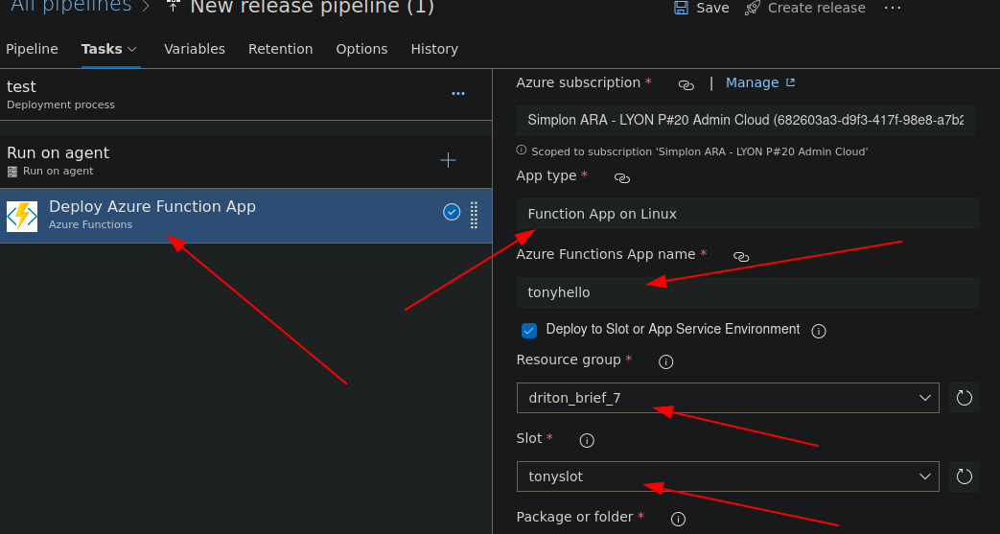 All pipelines > New release pipeline (1)
Save Create release ...
Pipeline Tasks Variables Retention Options History
test
Deployment process
Run on agent
Run on agent
Deploy Azure Function App
Azure Functions
Azure subscription * | Manage
Simplon ARA - LYON P#20 Admin Cloud (682603a3-d9f3-417f-98e8-a7b2
Scoped to subscription 'Simplon ARA - LYON P#20 Admin Cloud'
App type *
Function App on Linux
Azure Functions App name *
tonyhello
Deploy to Slot or App Service Environment
Resource group *
driton_brief_7
Slot *
tonyslot
Package or folder *